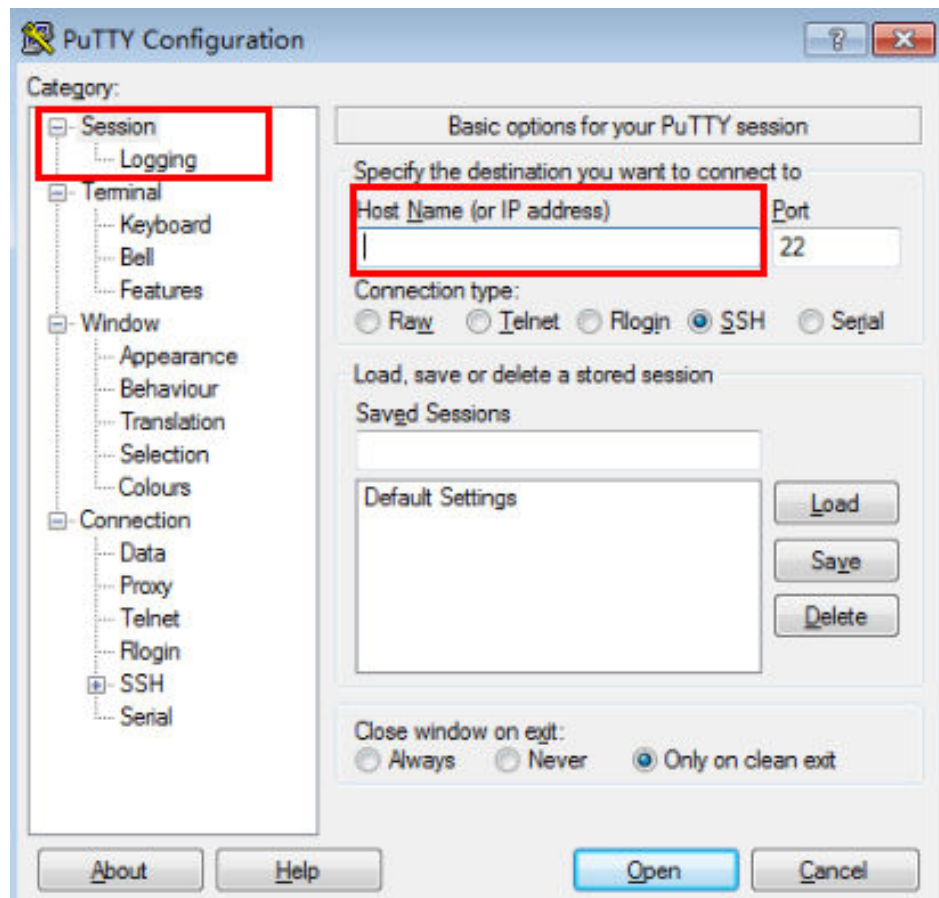 PuTTY Configuration
Category:
Session
Logging
Terminal
Keyboard
Bell
Features
Window
Appearance
Behaviour
Translation
Selection
Colours
Connection
Data
Proxy
Telnet
Rlogin
SSH
Serial
Basic options for your PuTTY session
Specify the destination you want to connect to
Host Name (or IP address) Port
22
Connection type:
Raw Telnet Rlogin SSH Serial
Load, save or delete a stored session
Saved Sessions
Default Settings
Load
Save
Delete
Close window on exit:
Always Never Only on clean exit
About Help Open Cancel